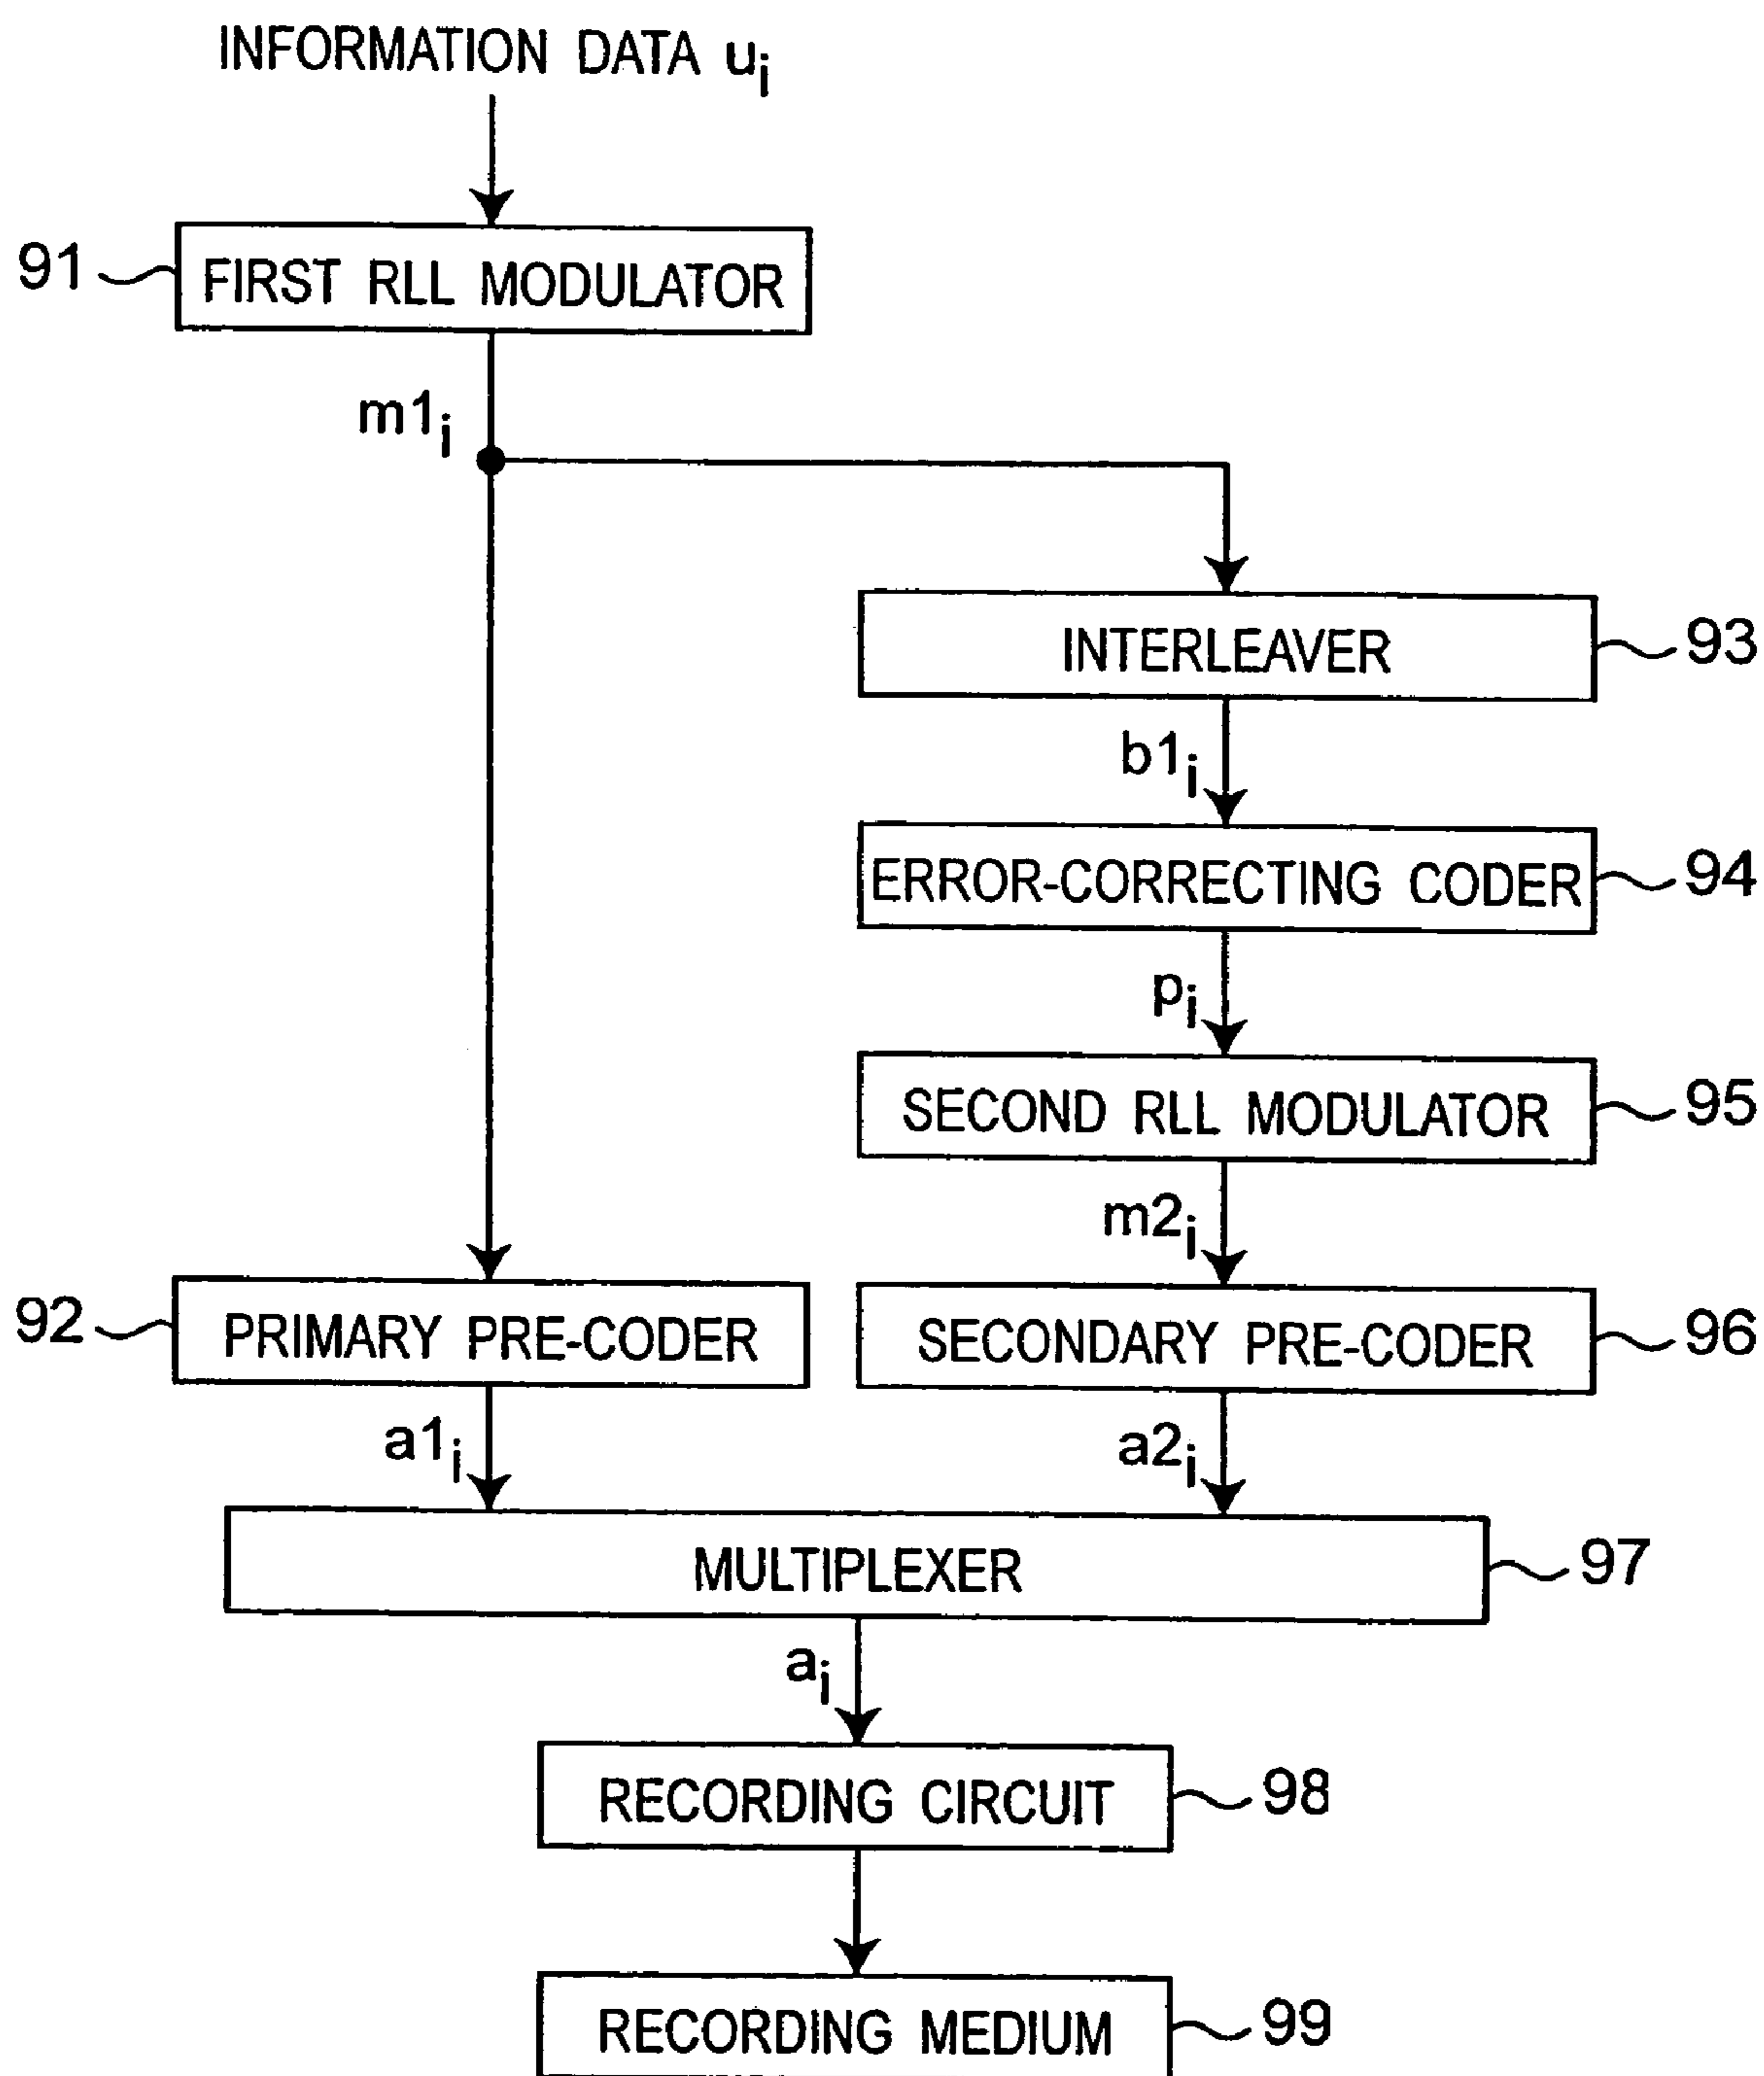 INFORMATION DATA ui
91
FIRST RLL MODULATOR
m1i
INTERLEAVER
93
b1i
ERROR-CORRECTING CODER
94
pi
SECOND RLL MODULATOR
95
m2i
92
PRIMARY PRE-CODER
SECONDARY PRE-CODER
96
a1i
a2i
MULTIPLEXER
97
ai
RECORDING CIRCUIT
98
RECORDING MEDIUM
99